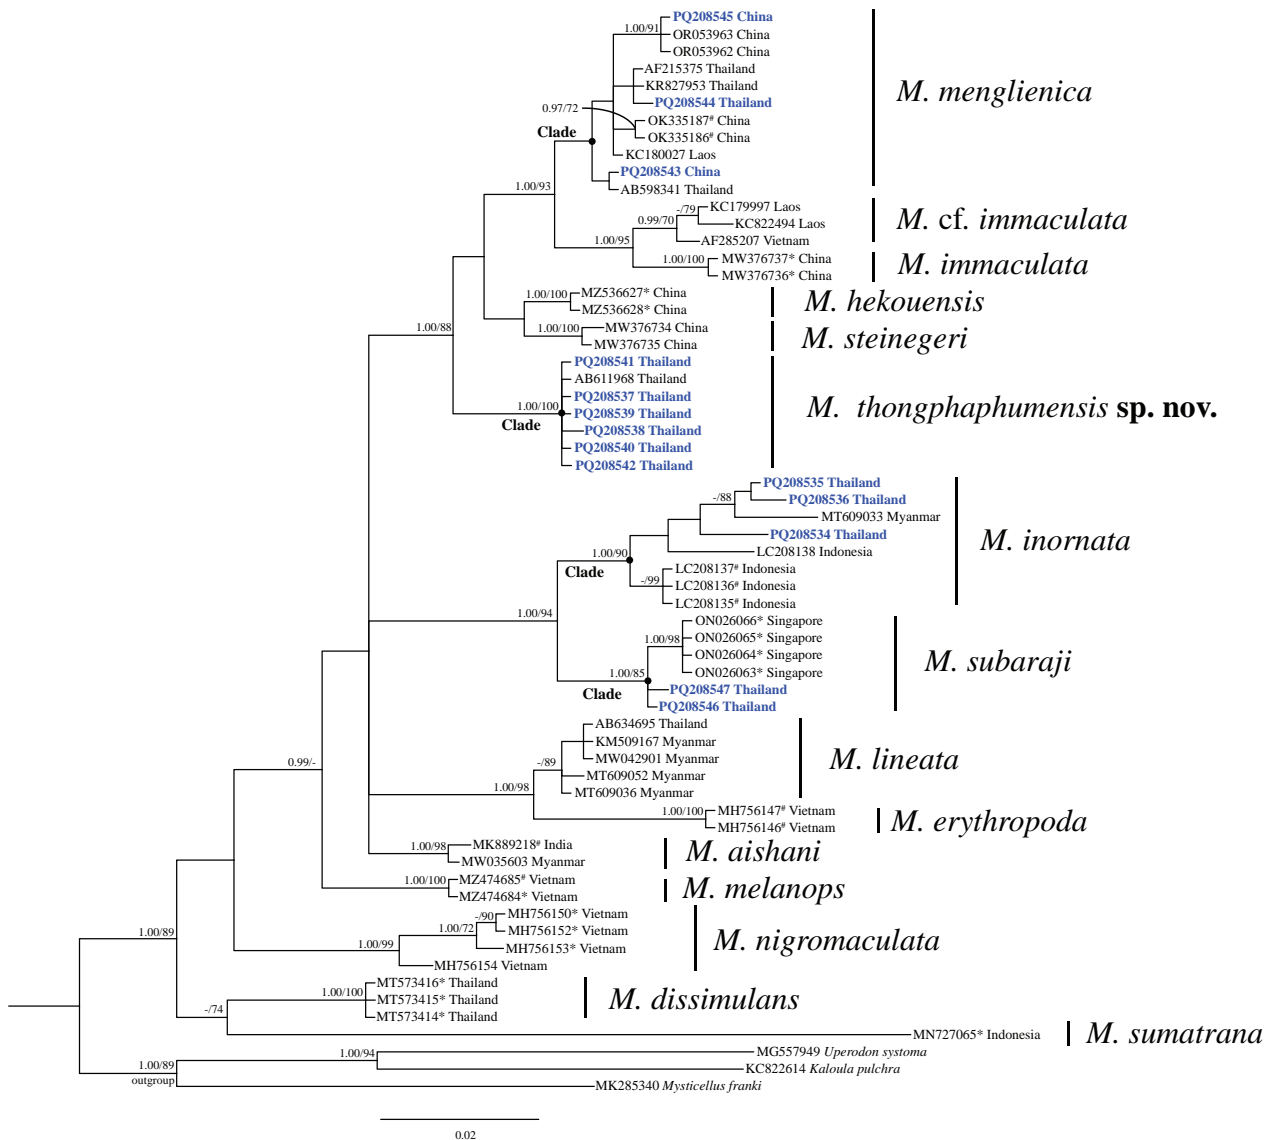 PQ208545 China
1.00/91
OR053963 China
OR053962 China
AF215375 Thailand
KR827953 Thailand
PQ208544 Thailand
0.97/72
OK335187# China
OK335186# China
Clade
KC180027 Laos
PQ208543 China
AB598341 Thailand
M. menglienica
1.00/93
KC179997 Laos
-/79
KC822494 Laos
0.99/70
AF285207 Vietnam
M. cf. immaculata
1.00/95
MW376737* China
1.00/100
MW376736* China
M. immaculata
MZ536627* China
1.00/100
MZ536628* China
M. hekouensis
1.00/88
MW376734 China
1.00/100
MW376735 China
M. steinegeri
PQ208541 Thailand
AB611968 Thailand
PQ208537 Thailand
1.00/100
PQ208539 Thailand
Clade
PQ208538 Thailand
PQ208540 Thailand
PQ208542 Thailand
M. thongphaphumensis sp. nov.
PQ208535 Thailand
-/88
PQ208536 Thailand
MT609033 Myanmar
PQ208534 Thailand
1.00/90
LC208138 Indonesia
Clade
LC208137# Indonesia
-/99
LC208136# Indonesia
LC208135# Indonesia
M. inornata
1.00/94
ON026066* Singapore
1.00/98
ON026065* Singapore
ON026064* Singapore
ON026063* Singapore
1.00/85
Clade
PQ208547 Thailand
PQ208546 Thailand
M. subaraji
AB634695 Thailand
KM509167 Myanmar
MW042901 Myanmar
-/89
MT609052 Myanmar
MT609036 Myanmar
M. lineata
0.99/-
1.00/98
MH756147# Vietnam
1.00/100
MH756146# Vietnam
M. erythropoda
MK889218# India
1.00/98
MW035603 Myanmar
M. aishani
MZ474685# Vietnam
1.00/100
MZ474684* Vietnam
M. melanops
MH756150* Vietnam
-/90
MH756152* Vietnam
1.00/72
MH756153* Vietnam
1.00/99
MH756154 Vietnam
M. nigromaculata
1.00/89
MT573416* Thailand
1.00/100
MT573415* Thailand
MT573414* Thailand
M. dissimulans
-/74
MN727065* Indonesia
M. sumatrana
MG557949 Uperodon systoma
1.00/94
KC822614 Kaloula pulchra
1.00/89
outgroup
MK285340 Mysticellus franki
0.02